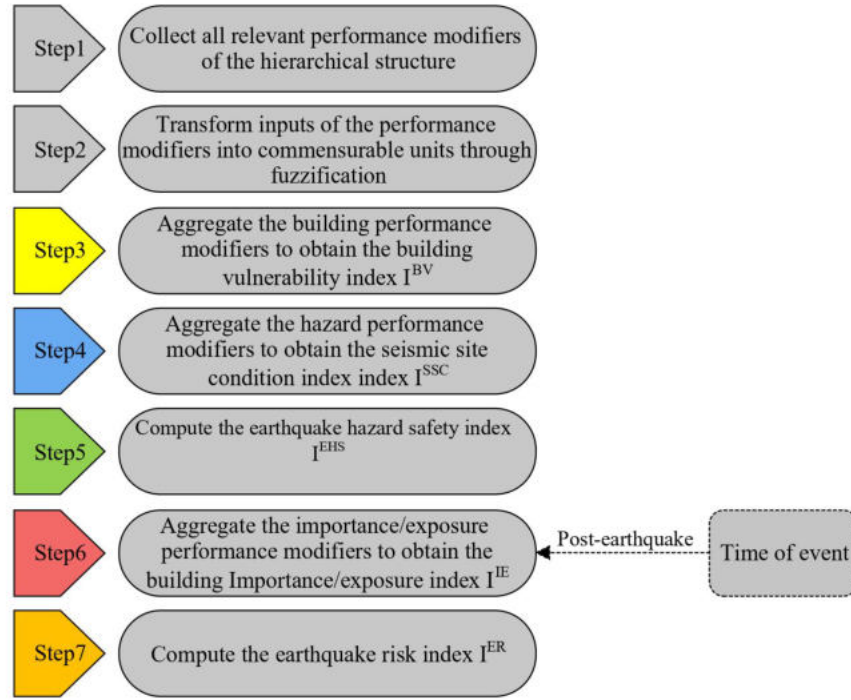 Step1
Collect all relevant performance modifiers
of the hierarchical structure
Step2
Transform inputs of the performance
modifiers into commensurable units through
fuzzification
Step3
Aggregate the building performance
modifiers to obtain the building
vulnerability index I^BV
Step4
Aggregate the hazard performance
modifiers to obtain the seismic site
condition index index I^SSC
Step5
Compute the earthquake hazard safety index
I^EHS
Step6
Aggregate the importance/exposure
performance modifiers to obtain the
building Importance/exposure index I^IE
Post-earthquake
Time of event
Step7
Compute the earthquake risk index I^ER